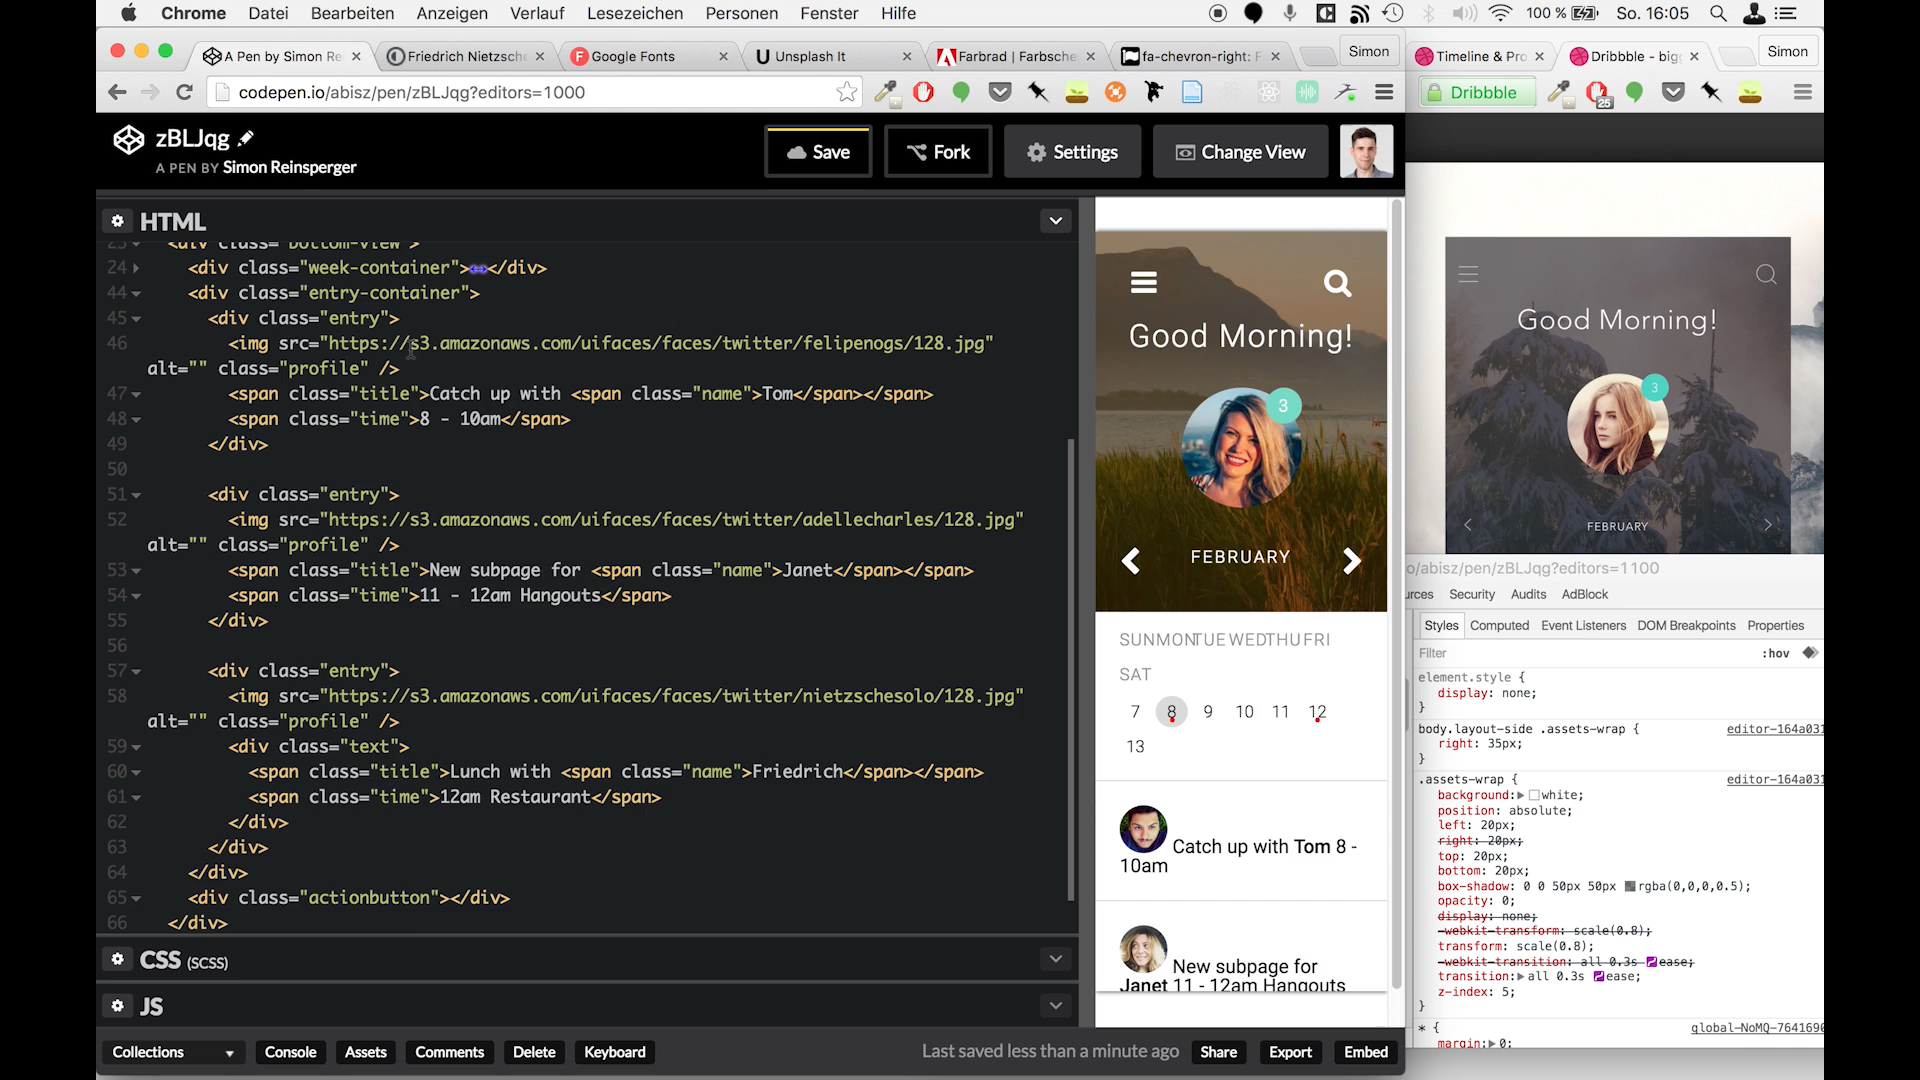 Chrome Datei Bearbeiten Anzeigen Verlauf Lesezeichen Personen Fenster Hilfe 100 % So. 16:05
A Pen by Simon Re Friedrich Nietzsche Google Fonts Unsplash It Farbrad | Farbsche fa-chevron-right: F Simon
Timeline & Pro Dribbble - big Simon
codepen.io/abisz/pen/zBLJqg?editors=1000
Dribbble 25
zBLJqg
A PEN BY Simon Reinsperger
Save Fork Settings Change View
HTML
23 <div class="bottom-view">
24 <div class="week-container"></div>
44 <div class="entry-container">
45 <div class="entry">
46 <img src="https://s3.amazonaws.com/uifaces/faces/twitter/felipenogs/128.jpg"
alt="" class="profile" />
47 <span class="title">Catch up with <span class="name">Tom</span></span>
48 <span class="time">8 - 10am</span>
49 </div>
50
51 <div class="entry">
52 <img src="https://s3.amazonaws.com/uifaces/faces/twitter/adellecharles/128.jpg"
alt="" class="profile" />
53 <span class="title">New subpage for <span class="name">Janet</span></span>
54 <span class="time">11 - 12am Hangouts</span>
55 </div>
56
57 <div class="entry">
58 <img src="https://s3.amazonaws.com/uifaces/faces/twitter/nietzschesolo/128.jpg"
alt="" class="profile" />
59 <div class="text">
60 <span class="title">Lunch with <span class="name">Friedrich</span></span>
61 <span class="time">12am Restaurant</span>
62 </div>
63 </div>
64 </div>
65 <div class="actionbutton"></div>
66 </div>
CSS (SCSS)
JS
Collections Console Assets Comments Delete Keyboard Last saved less than a minute ago Share Export Embed
Good Morning!
3
FEBRUARY
SUNMONTUEWEDTHUFRI
SAT
7 8 9 10 11 12
13
Catch up with Tom 8 -
10am
New subpage for
Janet 11 - 12am Hangouts
Good Morning!
3
FEBRUARY
o/abisz/pen/zBLJqg?editors=1100
urces Security Audits AdBlock
Styles Computed Event Listeners DOM Breakpoints Properties
Filter :hov
element.style {
display: none;
}
body.layout-side .assets-wrap { editor-164a031
right: 35px;
}
.assets-wrap { editor-164a031
background: white;
position: absolute;
left: 20px;
right: 20px;
top: 20px;
bottom: 20px;
box-shadow: 0 0 50px 50px rgba(0,0,0,0.5);
opacity: 0;
display: none;
-webkit-transform: scale(0.8);
transform: scale(0.8);
-webkit-transition: all 0.3s ease;
transition: all 0.3s ease;
z-index: 5;
}
* { global-NoMQ-7641690
margin: 0;